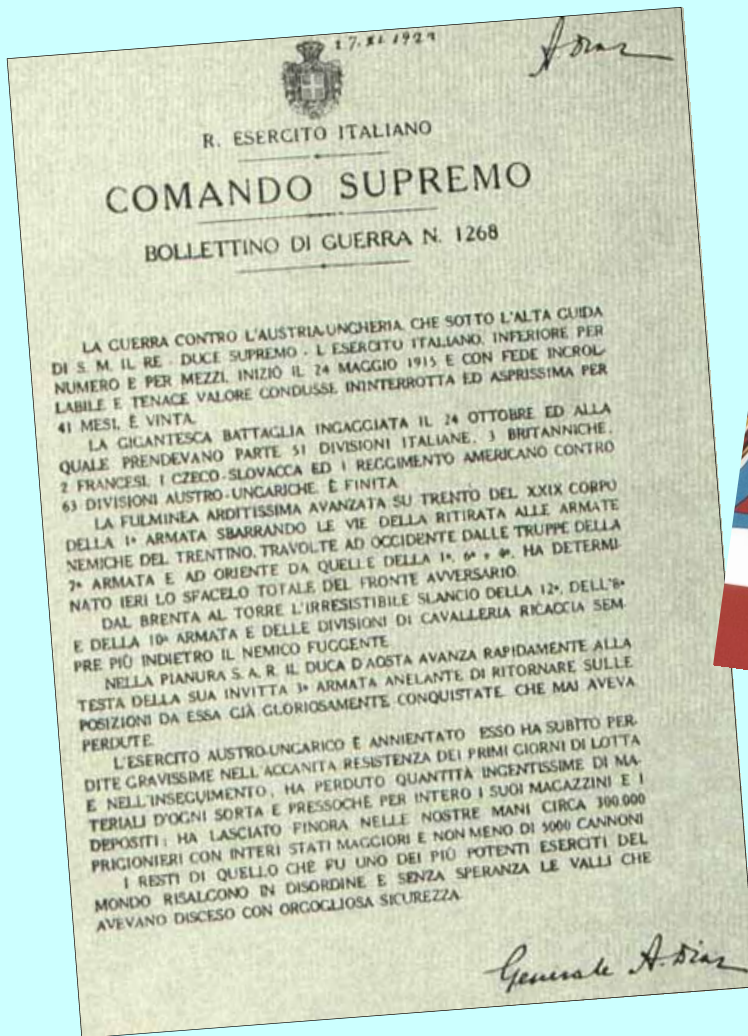 17.XI.1921
A Diaz
R. ESERCITO ITALIANO
COMANDO SUPREMO
BOLLETTINO DI GUERRA N. 1268
LA GUERRA CONTRO L'AUSTRIA-UNGHERIA, CHE SOTTO L'ALTA GUIDA
DI S. M. IL RE - DUCE SUPREMO - L'ESERCITO ITALIANO, INFERIORE PER
NUMERO E PER MEZZI, INIZIÒ IL 24 MAGGIO 1915 E CON FEDE INCROL-
LABILE E TENACE VALORE CONDUSSE ININTERROTTA ED ASPRISSIMA PER
41 MESI, È VINTA.
LA GIGANTESCA BATTAGLIA INGAGGIATA IL 24 OTTOBRE ED ALLA
QUALE PRENDEVANO PARTE 51 DIVISIONI ITALIANE, 3 BRITANNICHE,
2 FRANCESI, 1 CZECO-SLOVACCA ED 1 REGGIMENTO AMERICANO CONTRO
63 DIVISIONI AUSTRO-UNGARICHE, È FINITA
LA FULMINEA ARDITISSIMA AVANZATA SU TRENTO DEL XXIX CORPO
DELLA 1ª ARMATA SBARRANDO LE VIE DELLA RITIRATA ALLE ARMATE
NEMICHE DEL TRENTINO, TRAVOLTE AD OCCIDENTE DALLE TRUPPE DELLA
7ª ARMATA E AD ORIENTE DA QUELLE DELLA 1ª, 6ª e 4ª, HA DETERMI-
NATO IERI LO SFACELO TOTALE DEL FRONTE AVVERSARIO.
DAL BRENTA AL TORRE L'IRRESISTIBILE SLANCIO DELLA 12ª, DELL'8ª
E DELLA 10ª ARMATA E DELLE DIVISIONI DI CAVALLERIA RICACCIA SEM-
PRE PIÙ INDIETRO IL NEMICO FUGGENTE.
NELLA PIANURA S. A. R. IL DUCA D'AOSTA AVANZA RAPIDAMENTE ALLA
TESTA DELLA SUA INVITTA 3ª ARMATA ANELANTE DI RITORNARE SULLE
POSIZIONI DA ESSA GIÀ GLORIOSAMENTE CONQUISTATE, CHE MAI AVEVA
PERDUTE.
L'ESERCITO AUSTRO-UNGARICO È ANNIENTATO ESSO HA SUBÌTO PER-
DITE GRAVISSIME NELL'ACCANITA RESISTENZA DEI PRIMI GIORNI DI LOTTA
E NELL'INSEGUIMENTO, HA PERDUTO QUANTITÀ INGENTISSIME DI MA-
TERIALI D'OGNI SORTA E PRESSOCHÉ PER INTERO I SUOI MAGAZZINI E I
DEPOSITI; HA LASCIATO FINORA NELLE NOSTRE MANI CIRCA 300.000
PRIGIONIERI CON INTERI STATI MAGGIORI E NON MENO DI 5000 CANNONI
I RESTI DI QUELLO CHE FU UNO DEI PIÙ POTENTI ESERCITI DEL
MONDO RISALGONO IN DISORDINE E SENZA SPERANZA LE VALLI CHE
AVEVANO DISCESO CON ORGOGLIOSA SICUREZZA.
Generale A. Diaz